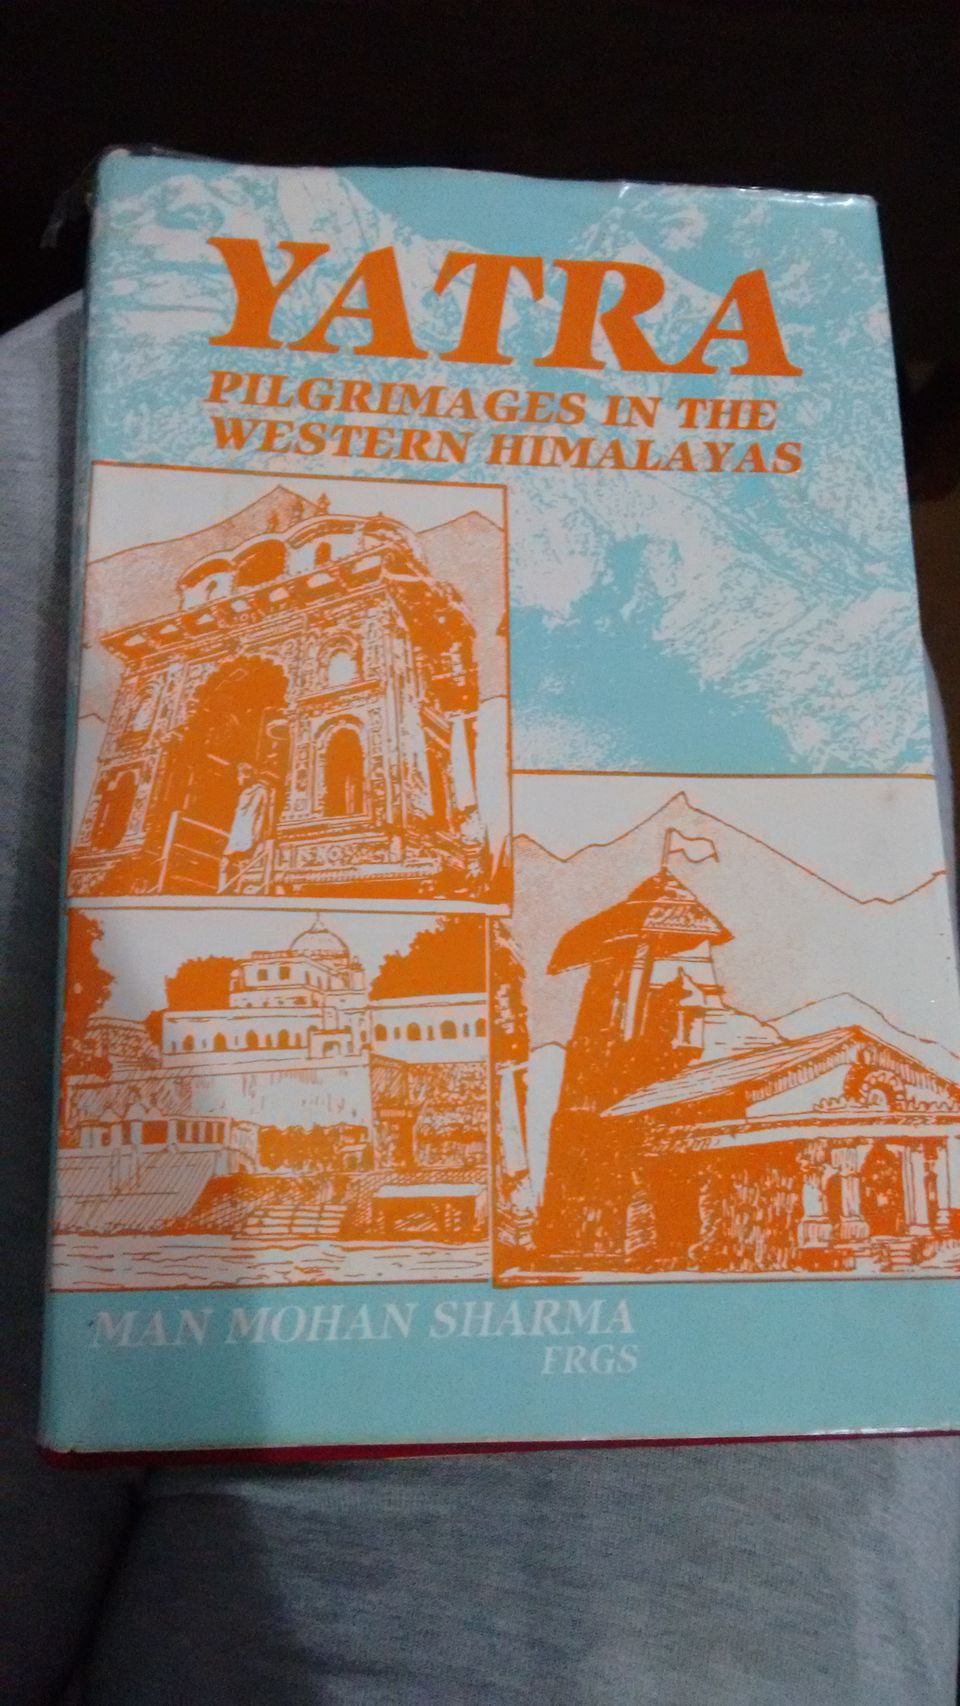 YATRA
PILGRIMAGES IN THE
WESTERN HIMALAYAS
MAN MOHAN SHARMA
FRGS